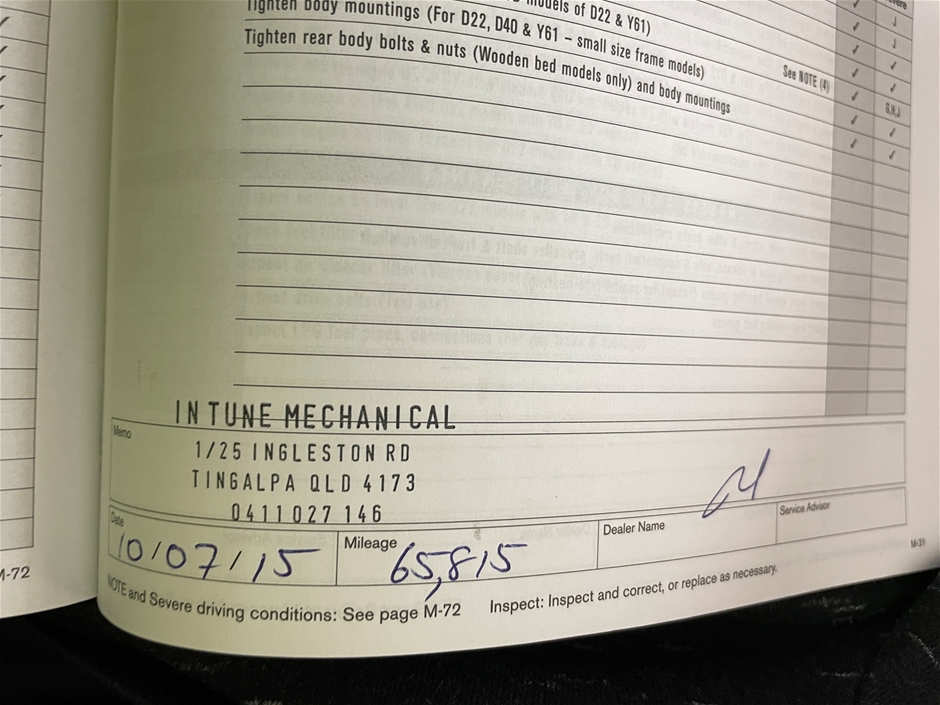 models of D22 & Y61)
Tighten body mountings (For D22, D40 & Y61 – small size frame models)
Tighten rear body bolts & nuts (Wooden bed models only) and body mountings
See NOTE (4)
G.H.J
IN TUNE MECHANICAL
Memo
1/25 INGLESTON RD
TINGALPA QLD 4173
0411 027 146
Date
10/07/15
Mileage
65,815
Dealer Name
Service Advisor
M-31
NOTE and Severe driving conditions: See page M-72
Inspect: Inspect and correct, or replace as necessary.
M-72